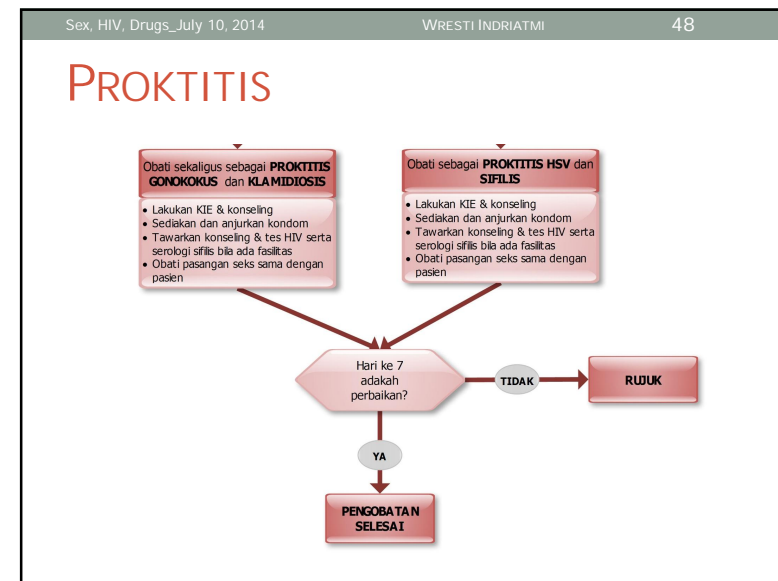 Sex, HIV, Drugs_July 10, 2014 WRESTI INDRIATMI 48
PROKTITIS
Obati sekaligus sebagai PROKTITIS
GONOKOKUS dan KLAMIDIOSIS
• Lakukan KIE & konseling
• Sediakan dan anjurkan kondom
• Tawarkan konseling & tes HIV serta
serologi sifilis bila ada fasilitas
• Obati pasangan seks sama dengan
pasien
Obati sebagai PROKTITIS HSV dan
SIFILIS
• Lakukan KIE & konseling
• Sediakan dan anjurkan kondom
• Tawarkan konseling & tes HIV serta
serologi sifilis bila ada fasilitas
• Obati pasangan seks sama dengan
pasien
Hari ke 7
adakah
perbaikan?
TIDAK
RUJUK
YA
PENGOBATAN
SELESAI